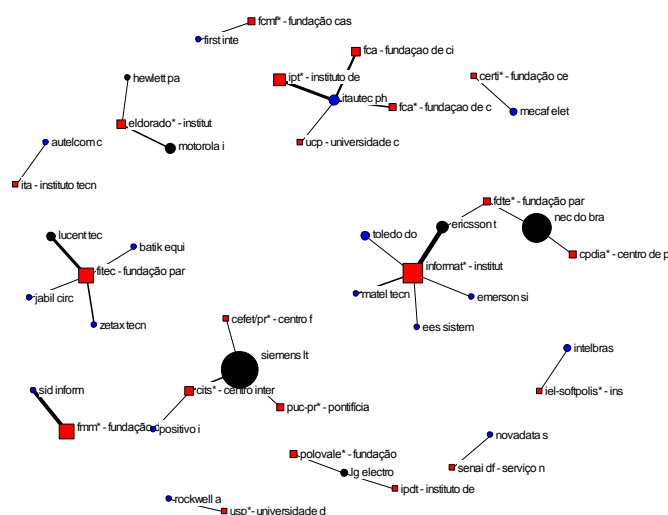 fcmf* - fundação cas
first inte
fca - fundaçao de ci
hewlett pa
ipt* - instituto de
certi* - fundação ce
itautec ph
fca* - fundaçao de c
mecaf elet
eldorado* - institut
autelcom c
ucp - universidade c
motorola i
ita - instituto tecn
fdte* - fundação par
nec do bra
ericsson t
lucent tec
toledo do
batik equi
cpdia* - centro de p
fitec - fundação par
informat* - institut
jabil circ
matel tecn
emerson si
zetax tecn
cefet/pr* - centro f
ees sistem
intelbras
siemens lt
sid inform
cits* - centro inter
iel-softpolis* - ins
puc-pr* - pontifícia
fmm* - fundação
positivo i
novadata s
polovale* - fundação
senai df - serviço n
lg electro
ipdt - instituto de
rockwell a
usp* - universidade d